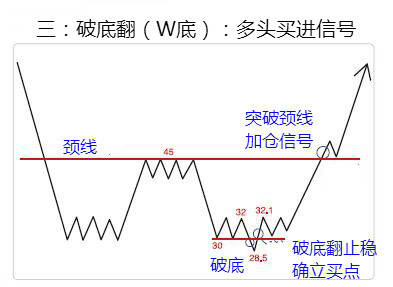 三：破底翻（W底）：多头买进信号
颈线
45
突破颈线
加仓信号
32
32.1
30
28.5
破底
破底翻止稳
确立买点